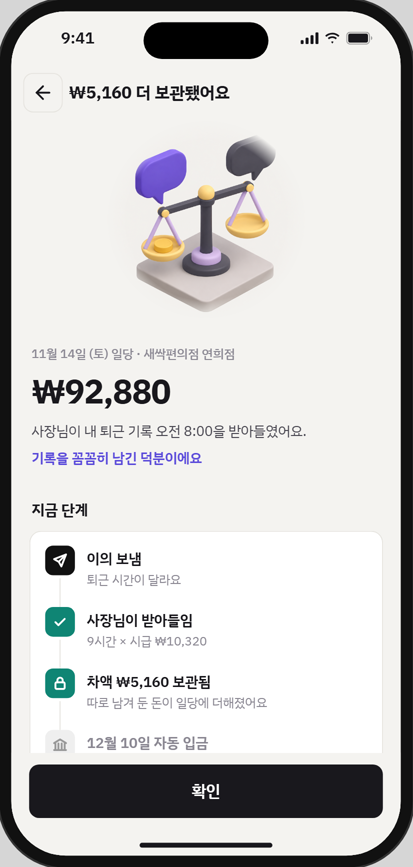 9:41
₩5,160 더 보관됐어요
11월 14일 (토) 일당 · 새싹편의점 연희점
₩92,880
사장님이 내 퇴근 기록 오전 8:00을 받아들였어요.
기록을 꼼꼼히 남긴 덕분이에요
지금 단계
이의 보냄
퇴근 시간이 달라요
사장님이 받아들임
9시간 × 시급 ₩10,320
차액 ₩5,160 보관됨
따로 남겨 둔 돈이 일당에 더해졌어요
12월 10일 자동 입금
확인